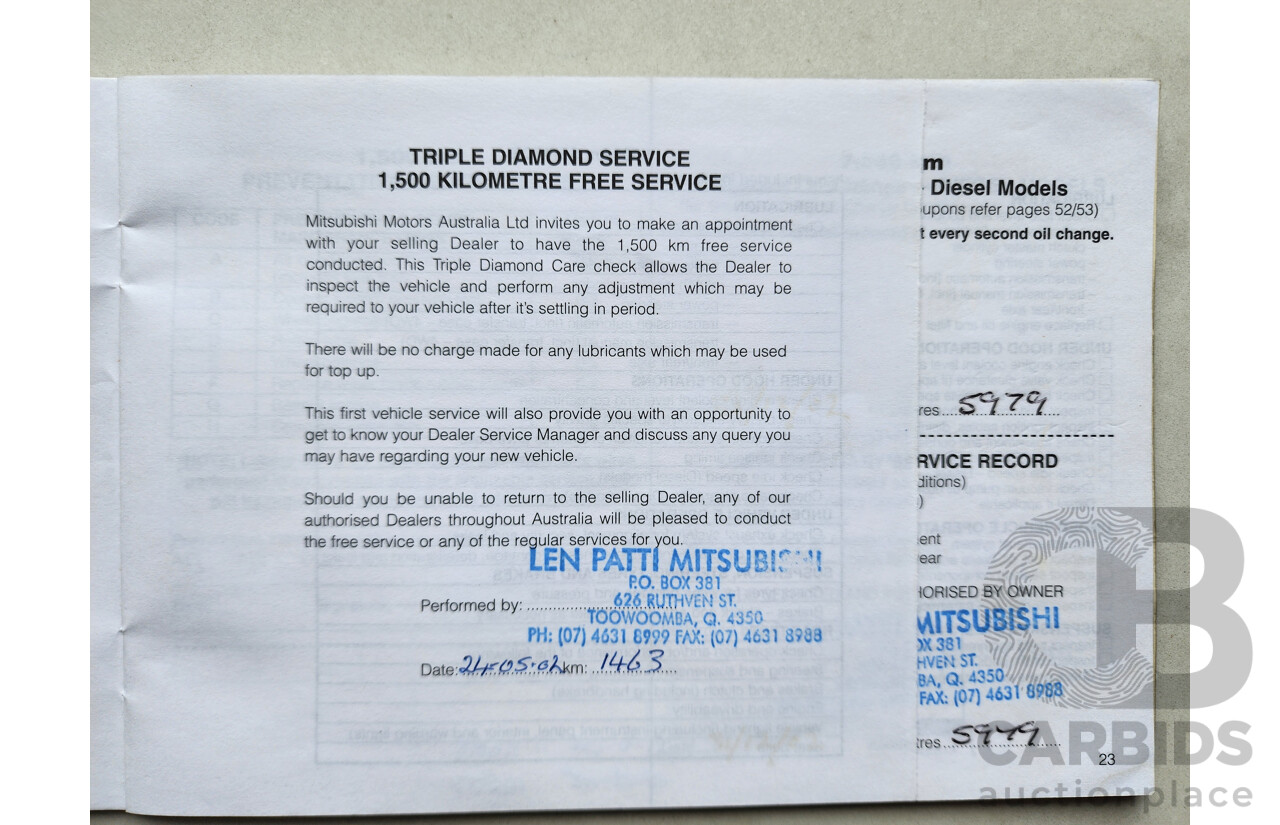 TRIPLE DIAMOND SERVICE
1,500 KILOMETRE FREE SERVICE
Mitsubishi Motors Australia Ltd invites you to make an appointment
with your selling Dealer to have the 1,500 km free service
conducted. This Triple Diamond Care check allows the Dealer to
inspect the vehicle and perform any adjustment which may be
required to your vehicle after it's settling in period.
There will be no charge made for any lubricants which may be used
for top up.
This first vehicle service will also provide you with an opportunity to
get to know your Dealer Service Manager and discuss any query you
may have regarding your new vehicle.
Should you be unable to return to the selling Dealer, any of our
authorised Dealers throughout Australia will be pleased to conduct
the free service or any of the regular services for you.
LEN PATTI MITSUBISHI
P.O. BOX 381
Performed by: 626 RUTHVEN ST.
TOOWOOMBA, Q. 4350
PH: (07) 4631 8999 FAX: (07) 4631 8988
Date: 24.05.02 km: 1463
m
Diesel Models
upons refer pages 52/53)
t every second oil change.
res 5979
RVICE RECORD
ditions)
)
ent
ear
HORISED BY OWNER
MITSUBISHI
OX 381
HVEN ST.
BA, Q. 4350
FAX: (07) 4631 8988
tres 5979
23
CARBIDS
auctionplace